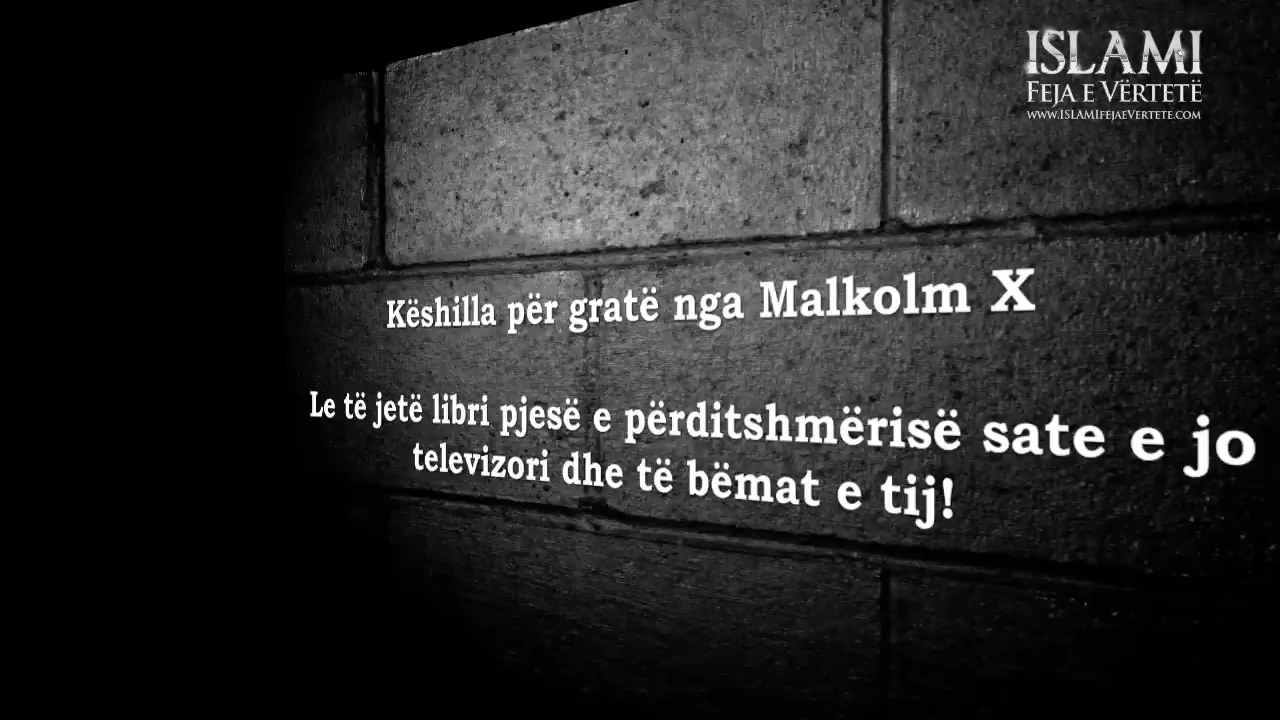 ISLAMI
FEJA E VËRTETË
WWW.ISLAMIFEJAEVERTETE.COM
Këshilla për gratë nga Malkolm X
Le të jetë libri pjesë e përditshmërisë sate e jo
televizori dhe të bëmat e tij!